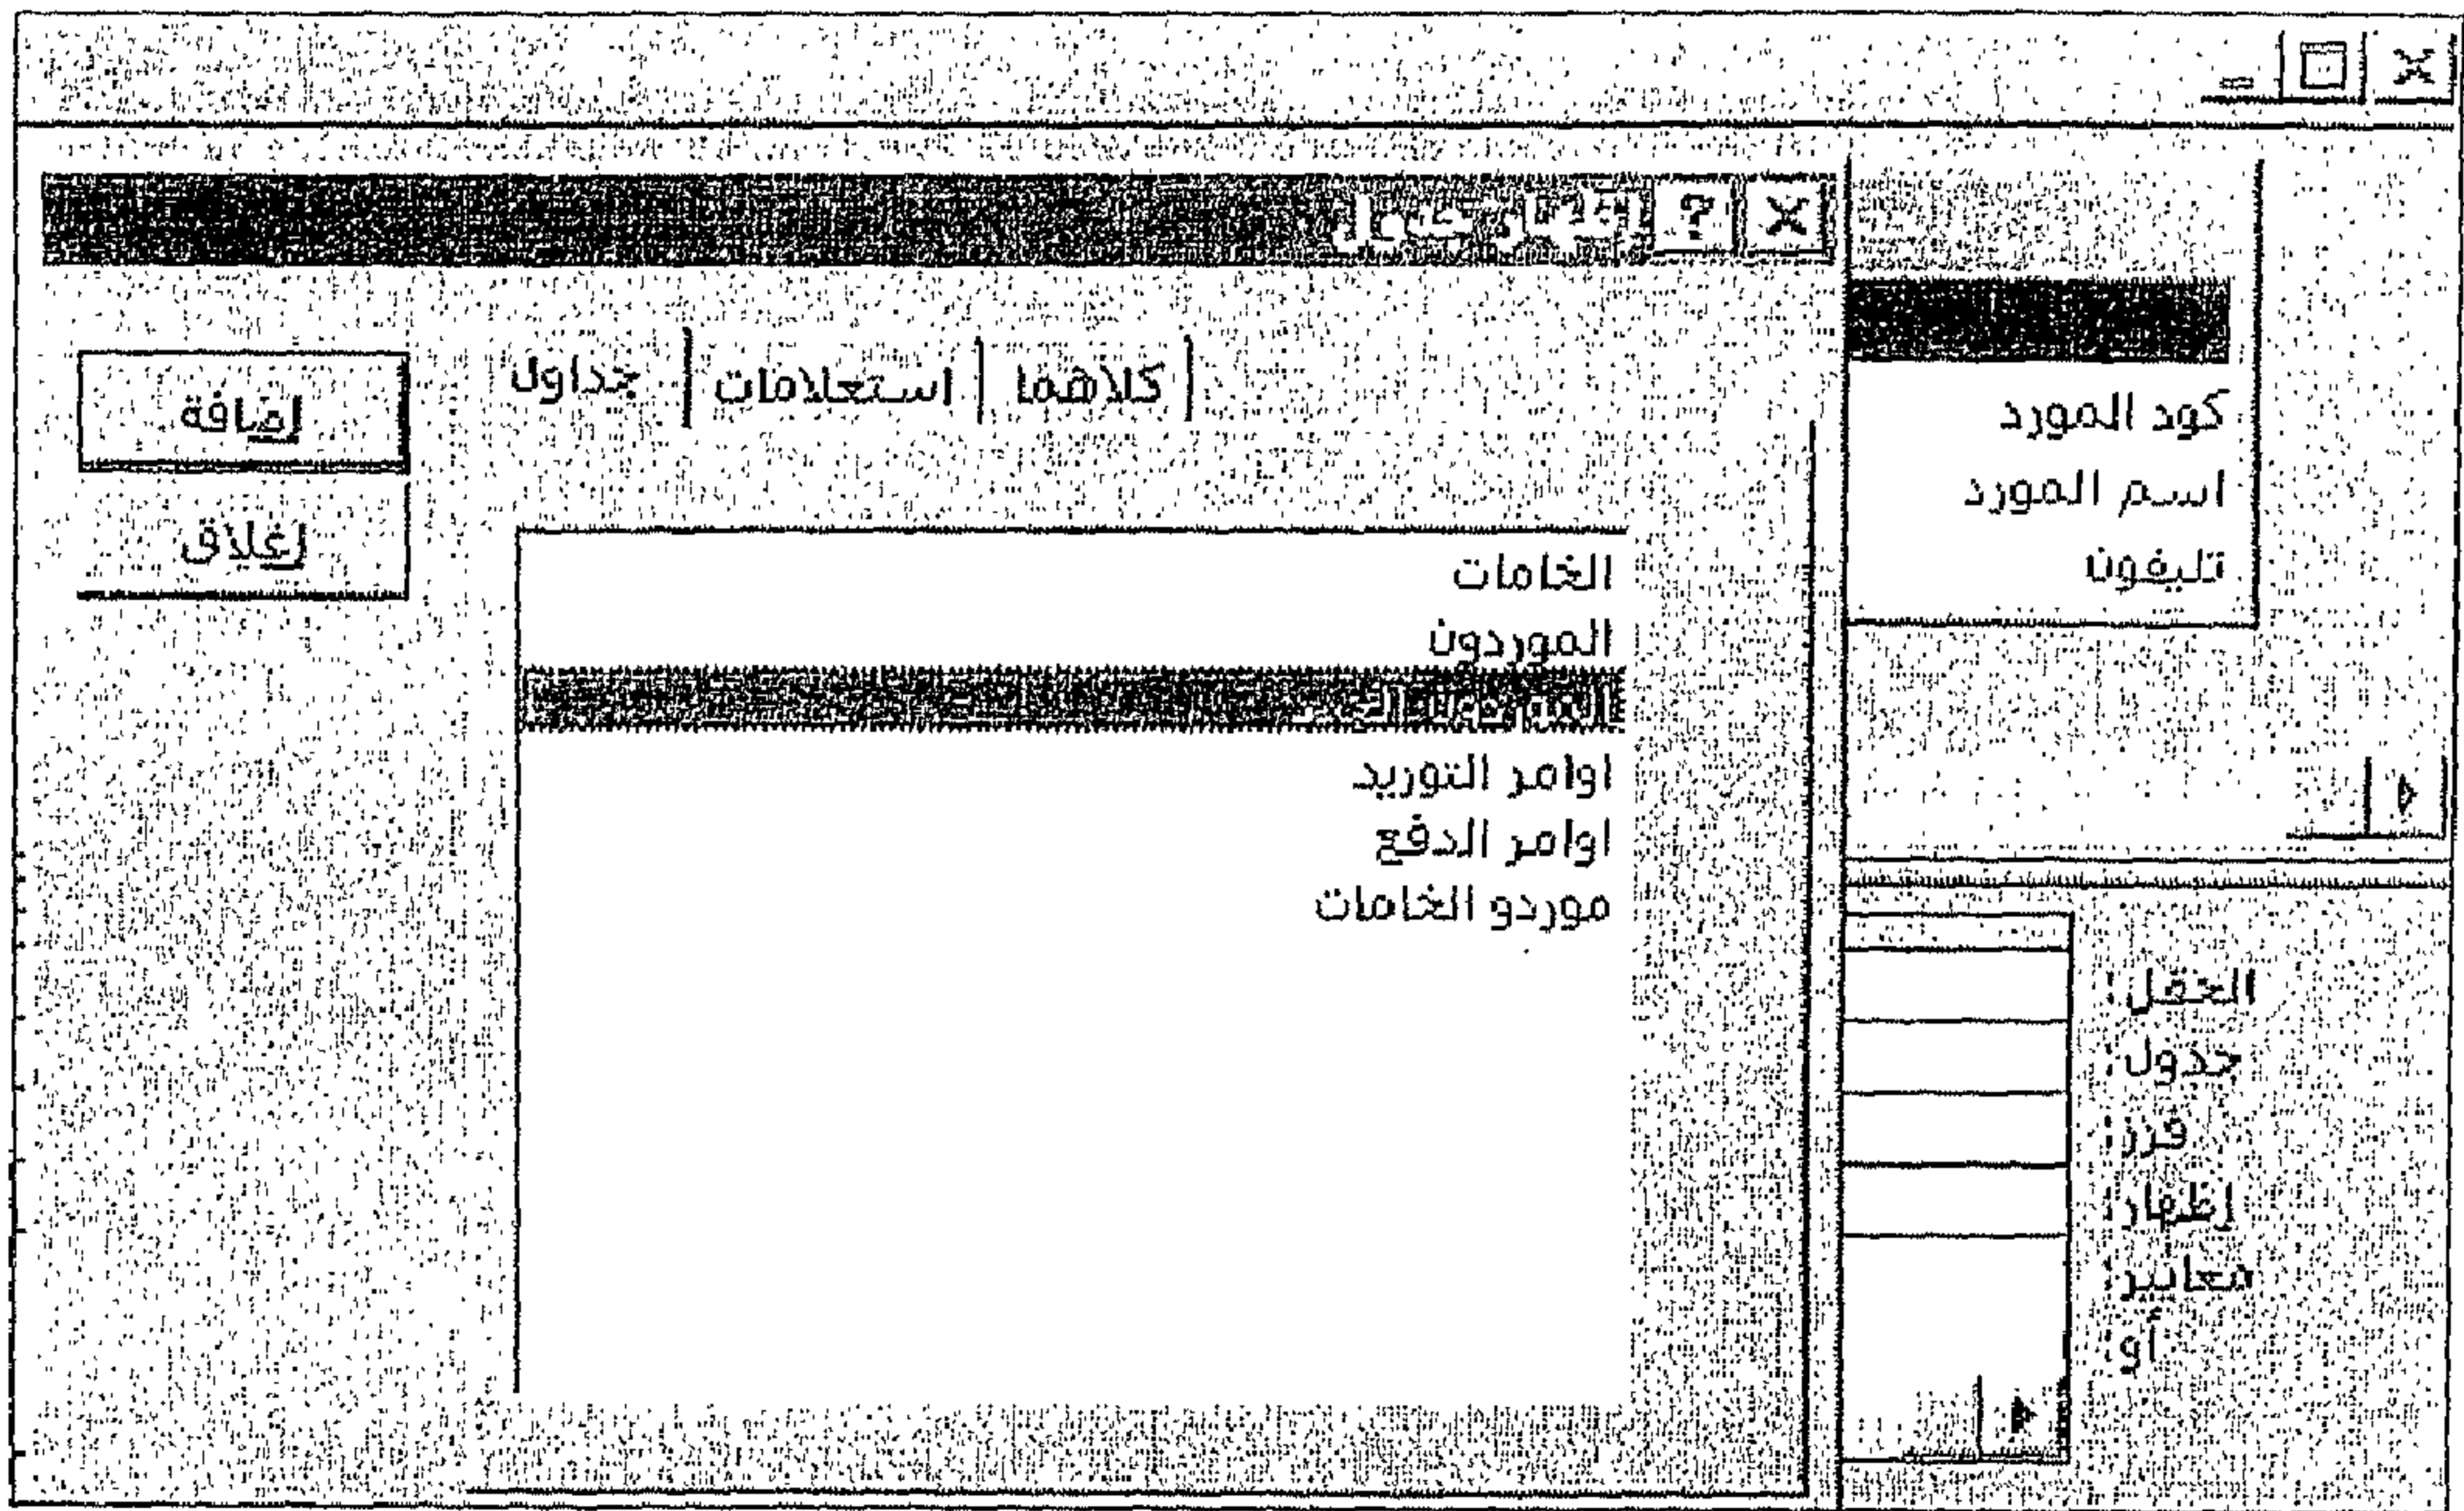 كود المورد
اسم المورد
تليفون
جداول استعلامات كلاهما
إضافة
إغلاق
الخامات
الموردون
اوامر التوريد
اوامر الدفع
موردو الخامات
الحقل:
جدول:
فرز:
إظهار:
معايير:
أو: